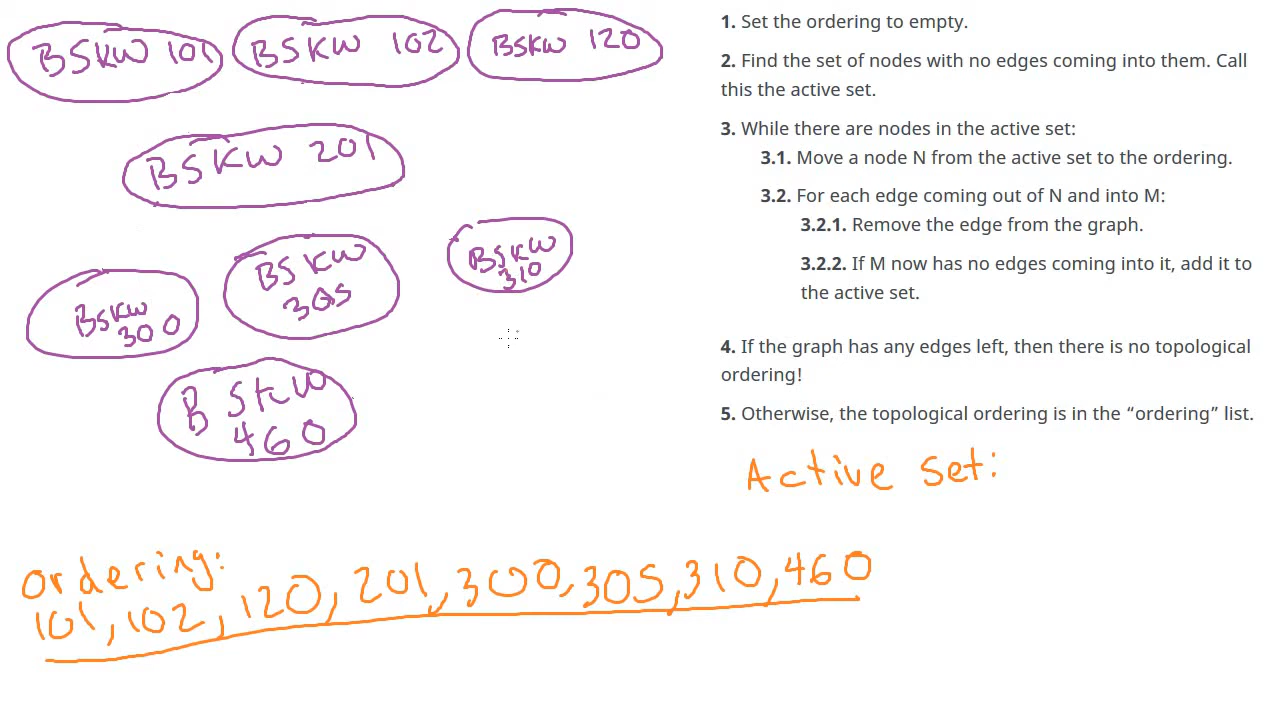 BSKW 101 BSKW 102 BSKW 120
BSKW 201
BSKW
310
BSKW
305
BSKW
300
BSKW
460
1. Set the ordering to empty.
2. Find the set of nodes with no edges coming into them. Call
this the active set.
3. While there are nodes in the active set:
3.1. Move a node N from the active set to the ordering.
3.2. For each edge coming out of N and into M:
3.2.1. Remove the edge from the graph.
3.2.2. If M now has no edges coming into it, add it to
the active set.
4. If the graph has any edges left, then there is no topological
ordering!
5. Otherwise, the topological ordering is in the “ordering” list.
Active set:
ordering:
101, 102, 120, 201, 300, 305, 310, 460